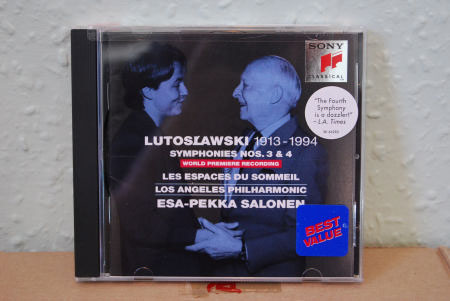 SONY
CLASSICAL
"The Fourth
Symphony
is a dazzler!"
- L.A. Times
LUTOSŁAWSKI 1913-1994
SYMPHONIES NOS. 3 & 4
WORLD PREMIERE RECORDING
LES ESPACES DU SOMMEIL
LOS ANGELES PHILHARMONIC
ESA-PEKKA SALONEN
BEST
VALUE